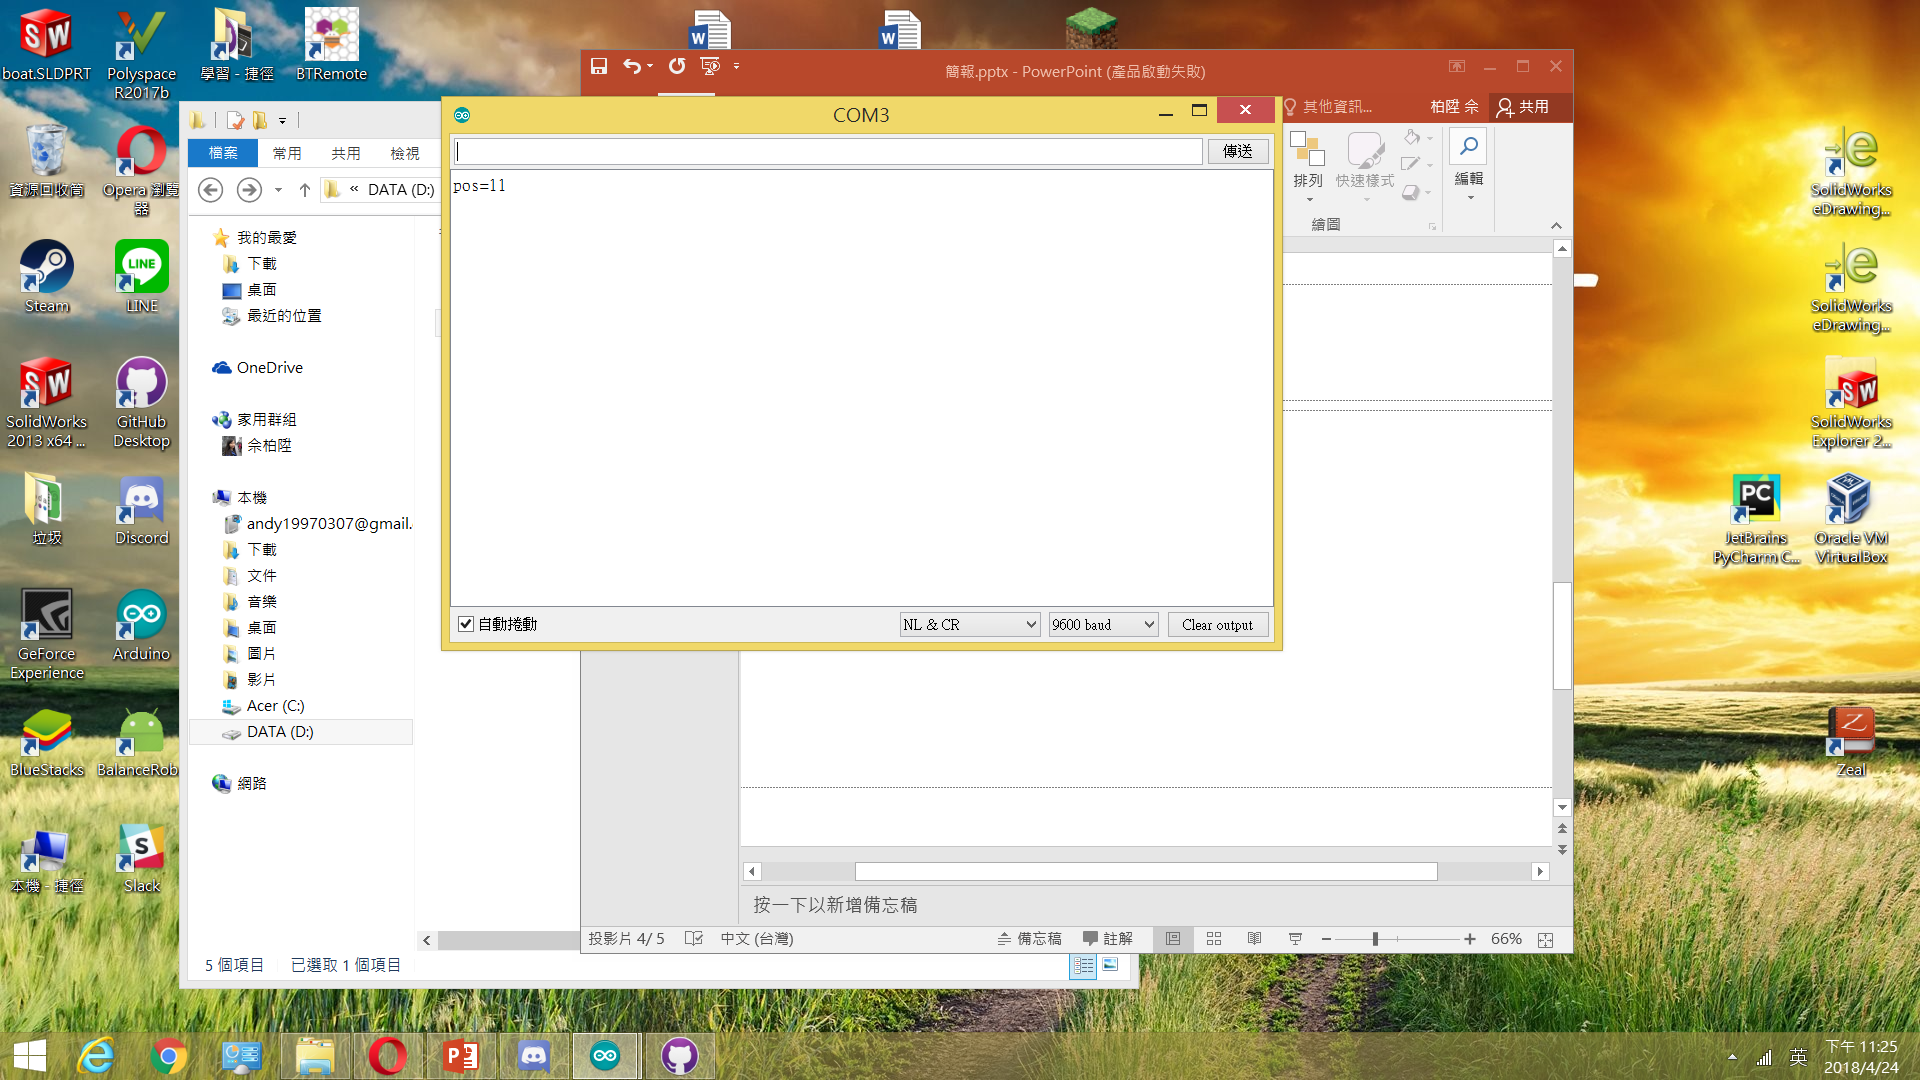 boat.SLDPRT
Polyspace R2017b
學習 - 捷徑
BTRemote
資源回收筒
Opera 瀏覽器
Steam
LINE
SolidWorks 2013 x64 ...
GitHub Desktop
垃圾
Discord
GeForce Experience
Arduino
BlueStacks
BalanceRob
本機 - 捷徑
Slack
檔案
常用
共用
檢視
« DATA (D:)
我的最愛
下載
桌面
最近的位置
OneDrive
家用群組
佘柏陞
本機
andy19970307@gmail.
下載
文件
音樂
桌面
圖片
影片
Acer (C:)
DATA (D:)
網路
5 個項目
已選取 1 個項目
簡報.pptx - PowerPoint (產品啟動失敗)
其他資訊...
柏陞 佘
共用
排列
快速樣式
編輯
繪圖
COM3
傳送
pos=11
自動捲動
NL & CR
9600 baud
Clear output
按一下以新增備忘稿
投影片 4/ 5
中文 (台灣)
備忘稿
註解
66%
SolidWorks eDrawing...
SolidWorks eDrawing...
SolidWorks Explorer 2...
JetBrains PyCharm C...
Oracle VM VirtualBox
Zeal
英
下午 11:25
2018/4/24